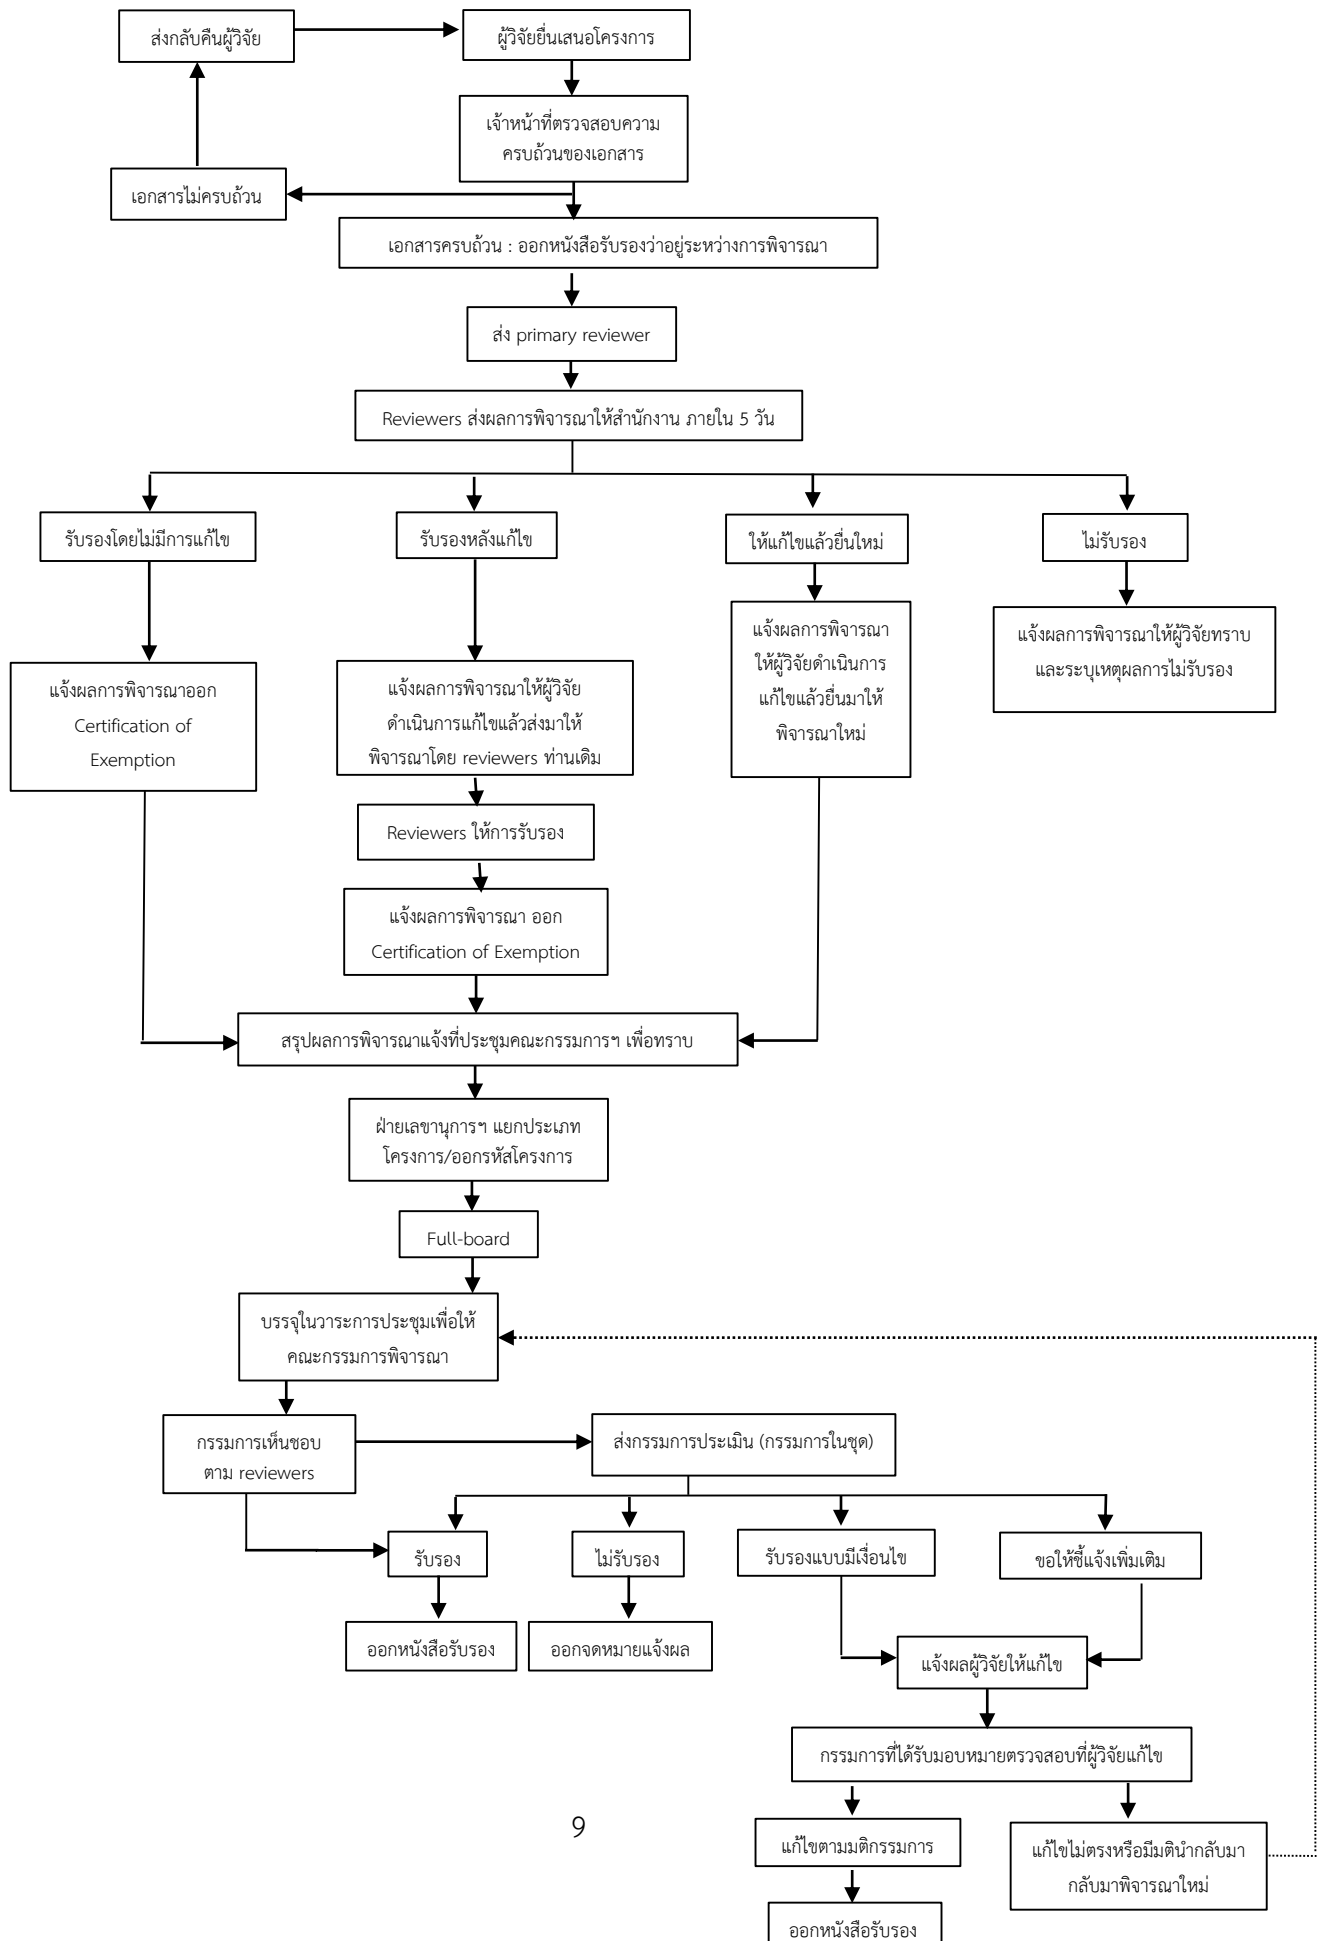 ส่งกลับคืนผู้วิจัย
ผู้วิจัยยื่นเสนอโครงการ
เจ้าหน้าที่ตรวจสอบความ
ครบถ้วนของเอกสาร
เอกสารไม่ครบถ้วน
เอกสารครบถ้วน : ออกหนังสือรับรองว่าอยู่ระหว่างการพิจารณา
ส่ง primary reviewer
Reviewers ส่งผลการพิจารณาให้สำนักงาน ภายใน 5 วัน
รับรองโดยไม่มีการแก้ไข
รับรองหลังแก้ไข
ให้แก้ไขแล้วยื่นใหม่
ไม่รับรอง
แจ้งผลการพิจารณาออก
Certification of
Exemption
แจ้งผลการพิจารณาให้ผู้วิจัย
ดำเนินการแก้ไขแล้วส่งมาให้
พิจารณาโดย reviewers ท่านเดิม
แจ้งผลการพิจารณา
ให้ผู้วิจัยดำเนินการ
แก้ไขแล้วยื่นมาให้
พิจารณาใหม่
แจ้งผลการพิจารณาให้ผู้วิจัยทราบ
และระบุเหตุผลการไม่รับรอง
Reviewers ให้การรับรอง
แจ้งผลการพิจารณา ออก
Certification of Exemption
สรุปผลการพิจารณาแจ้งที่ประชุมคณะกรรมการฯ เพื่อทราบ
ฝ่ายเลขานุการฯ แยกประเภท
โครงการ/ออกรหัสโครงการ
Full-board
บรรจุในวาระการประชุมเพื่อให้
คณะกรรมการพิจารณา
กรรมการเห็นชอบ
ตาม reviewers
ส่งกรรมการประเมิน (กรรมการในชุด)
รับรอง
ไม่รับรอง
รับรองแบบมีเงื่อนไข
ขอให้ชี้แจ้งเพิ่มเติม
ออกหนังสือรับรอง
ออกจดหมายแจ้งผล
แจ้งผลผู้วิจัยให้แก้ไข
กรรมการที่ได้รับมอบหมายตรวจสอบที่ผู้วิจัยแก้ไข
แก้ไขตามมติกรรมการ
แก้ไขไม่ตรงหรือมีมตินำกลับมา
กลับมาพิจารณาใหม่
ออกหนังสือรับรอง
9